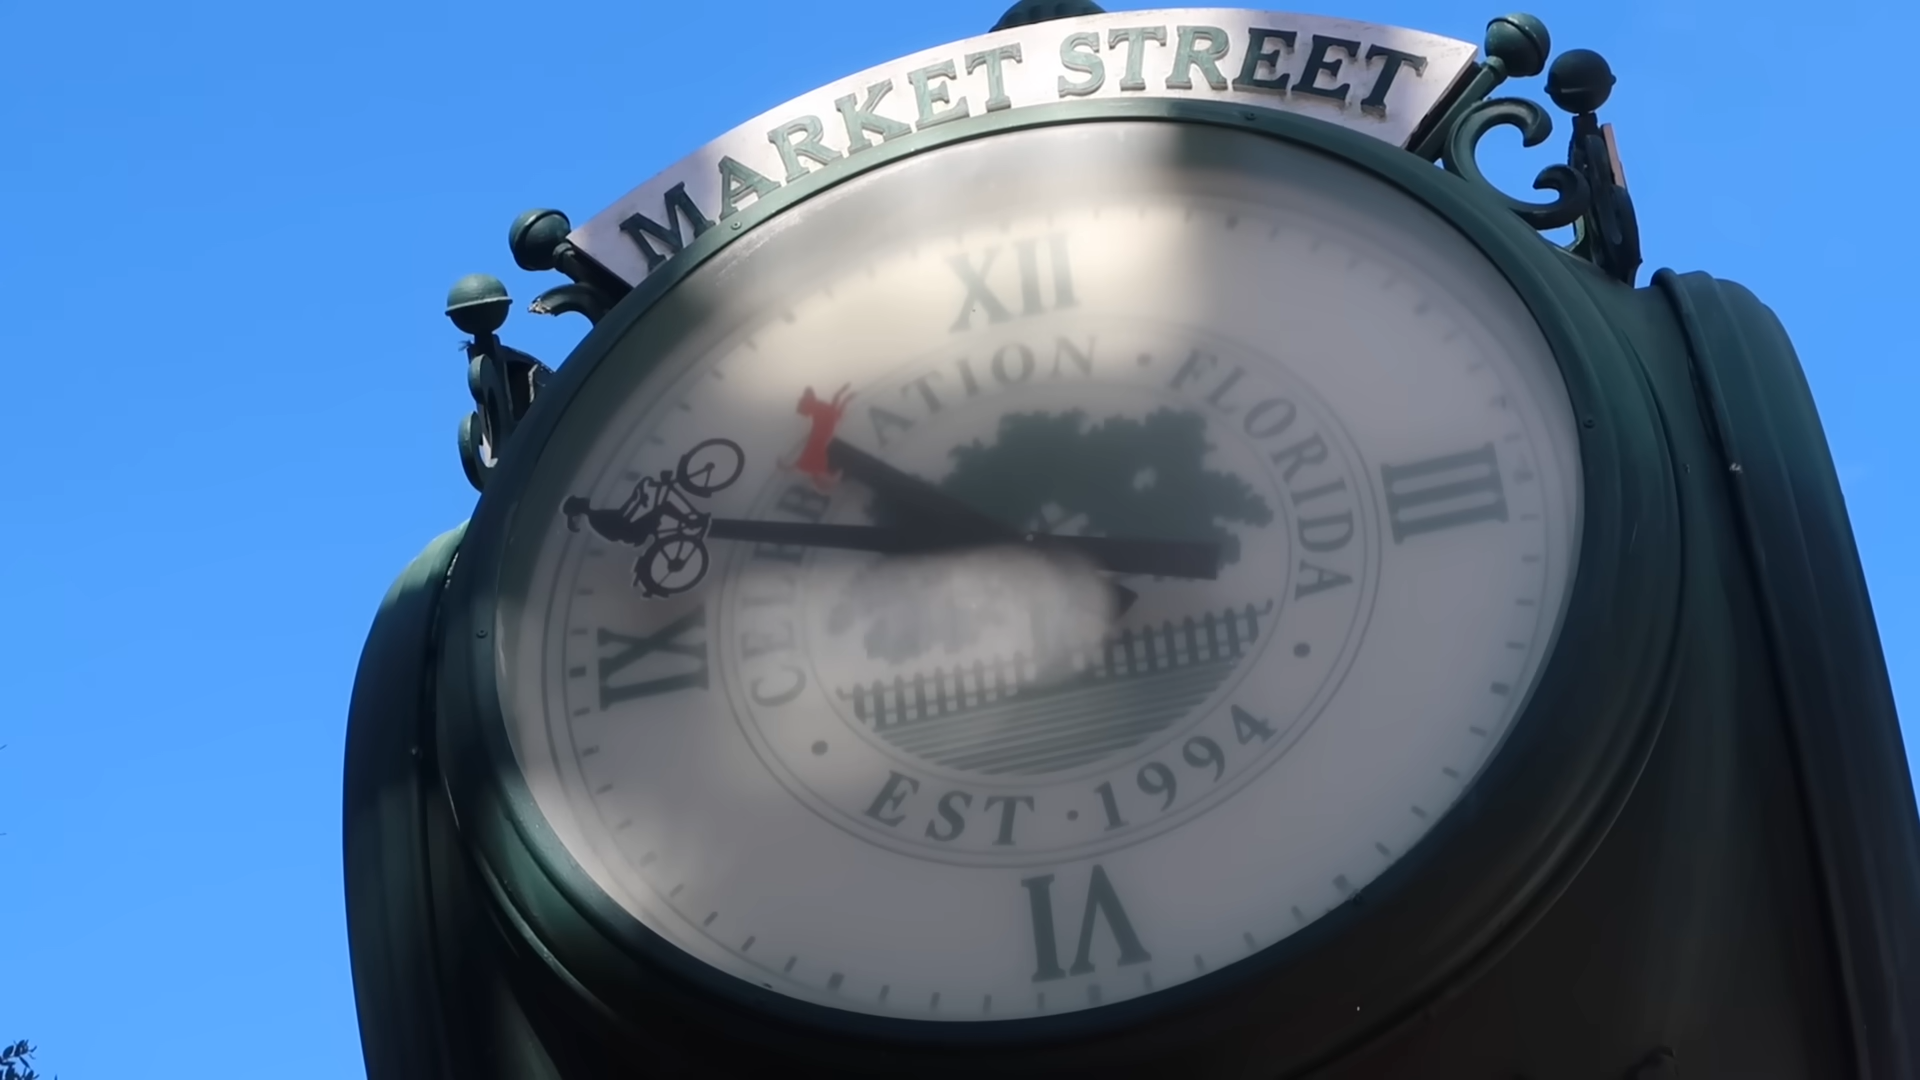 MARKET STREET
XII
CELEBRATION • FLORIDA
III
IX
EST • 1994
VI